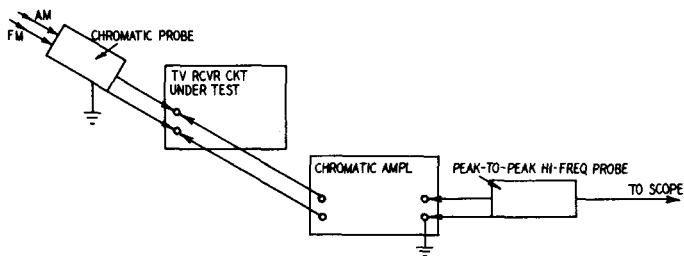 AM
FM
CHROMATIC PROBE
TV RCVR CKT
UNDER TEST
CHROMATIC AMPL
PEAK-TO-PEAK HI-FREQ PROBE
TO SCOPE